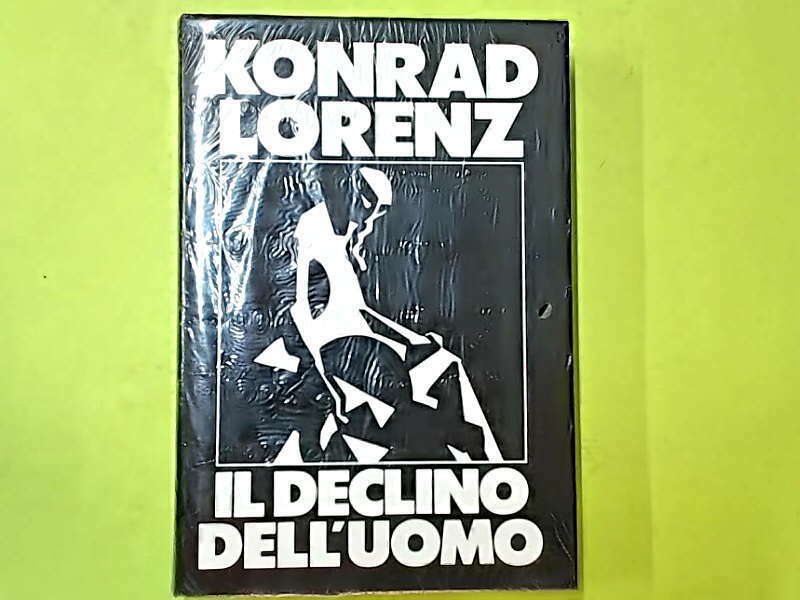 KONRAD
LORENZ
IL DECLINO
DELL'UOMO